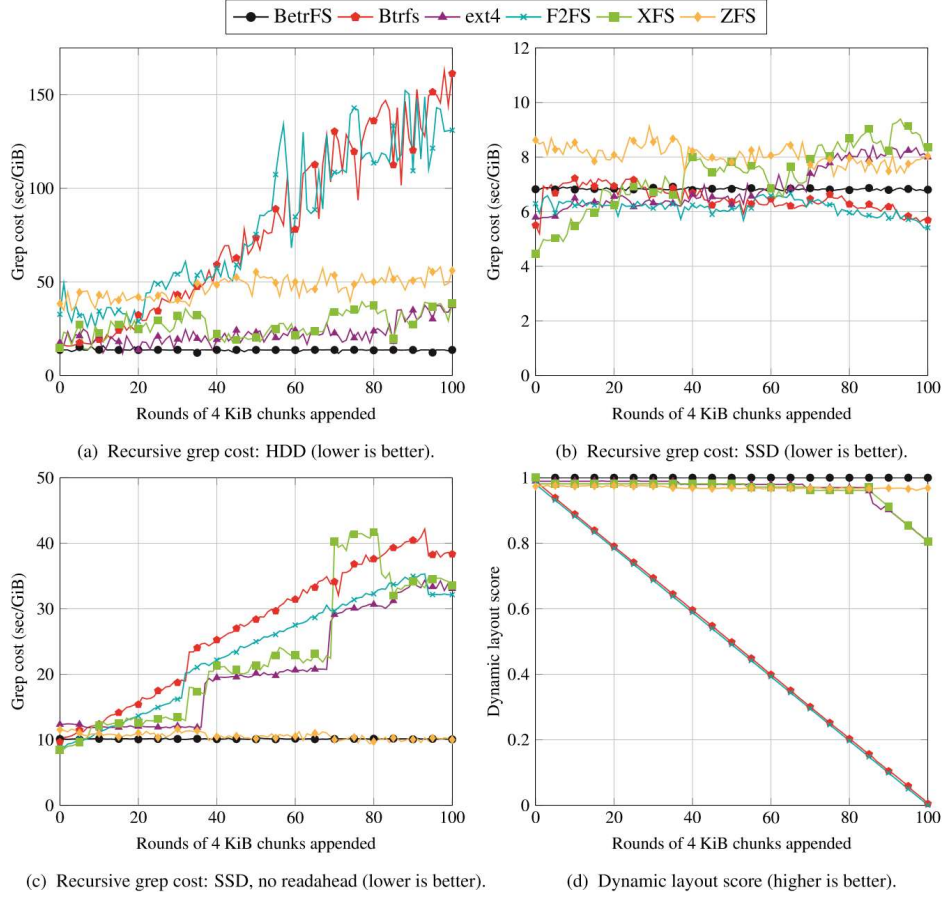 BetrFS Btrfs ext4 F2FS XFS ZFS
150
100
50
0
Grep cost (sec/GiB)
0 20 40 60 80 100
Rounds of 4 KiB chunks appended
(a) Recursive grep cost: HDD (lower is better).
12
10
8
6
4
2
0
Grep cost (sec/GiB)
0 20 40 60 80 100
Rounds of 4 KiB chunks appended
(b) Recursive grep cost: SSD (lower is better).
50
40
30
20
10
0
Grep cost (sec/GiB)
0 20 40 60 80 100
Rounds of 4 KiB chunks appended
(c) Recursive grep cost: SSD, no readahead (lower is better).
1
0.8
0.6
0.4
0.2
0
Dynamic layout score
0 20 40 60 80 100
Rounds of 4 KiB chunks appended
(d) Dynamic layout score (higher is better).